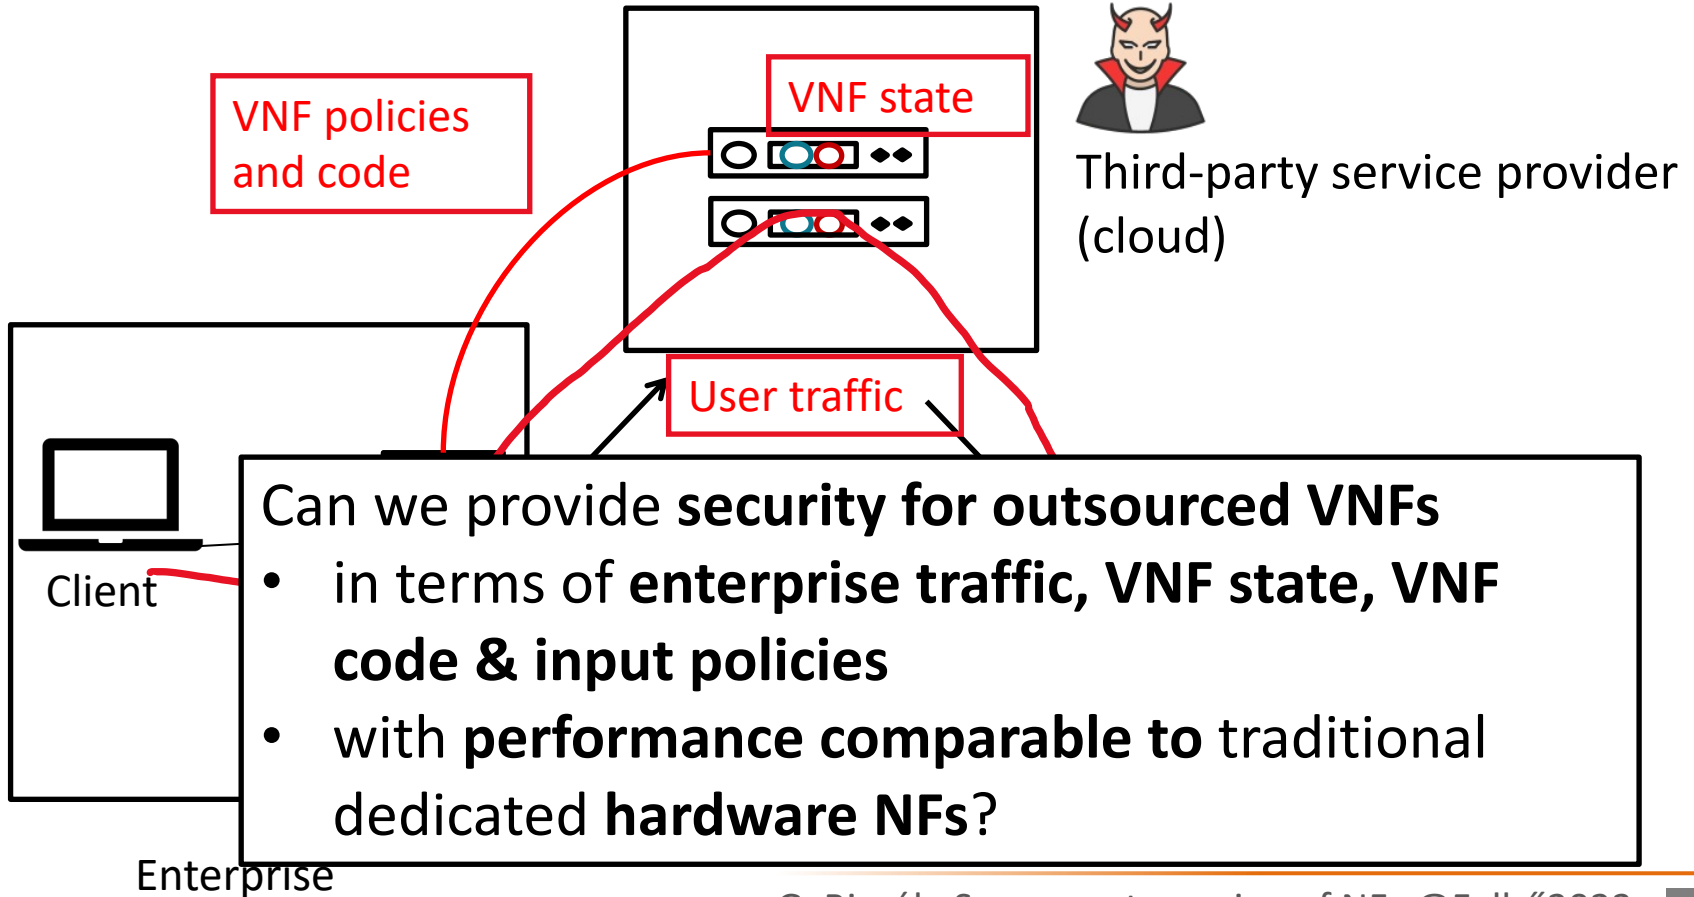 VNF policies
and code
VNF state
Third-party service provider
(cloud)
User traffic
Client
Can we provide security for outsourced VNFs
• in terms of enterprise traffic, VNF state, VNF
code & input policies
• with performance comparable to traditional
dedicated hardware NFs?
Enterprise